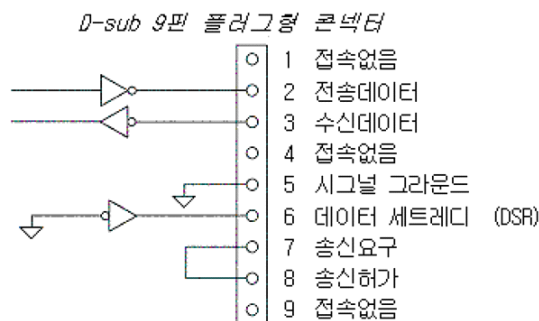 D-sub 9핀 플러그형 콘넥터
1 접속없음
2 전송데이터
3 수신데이터
4 접속없음
5 시그널 그라운드
6 데이터 세트레디 (DSR)
7 송신요구
8 송신허가
9 접속없음